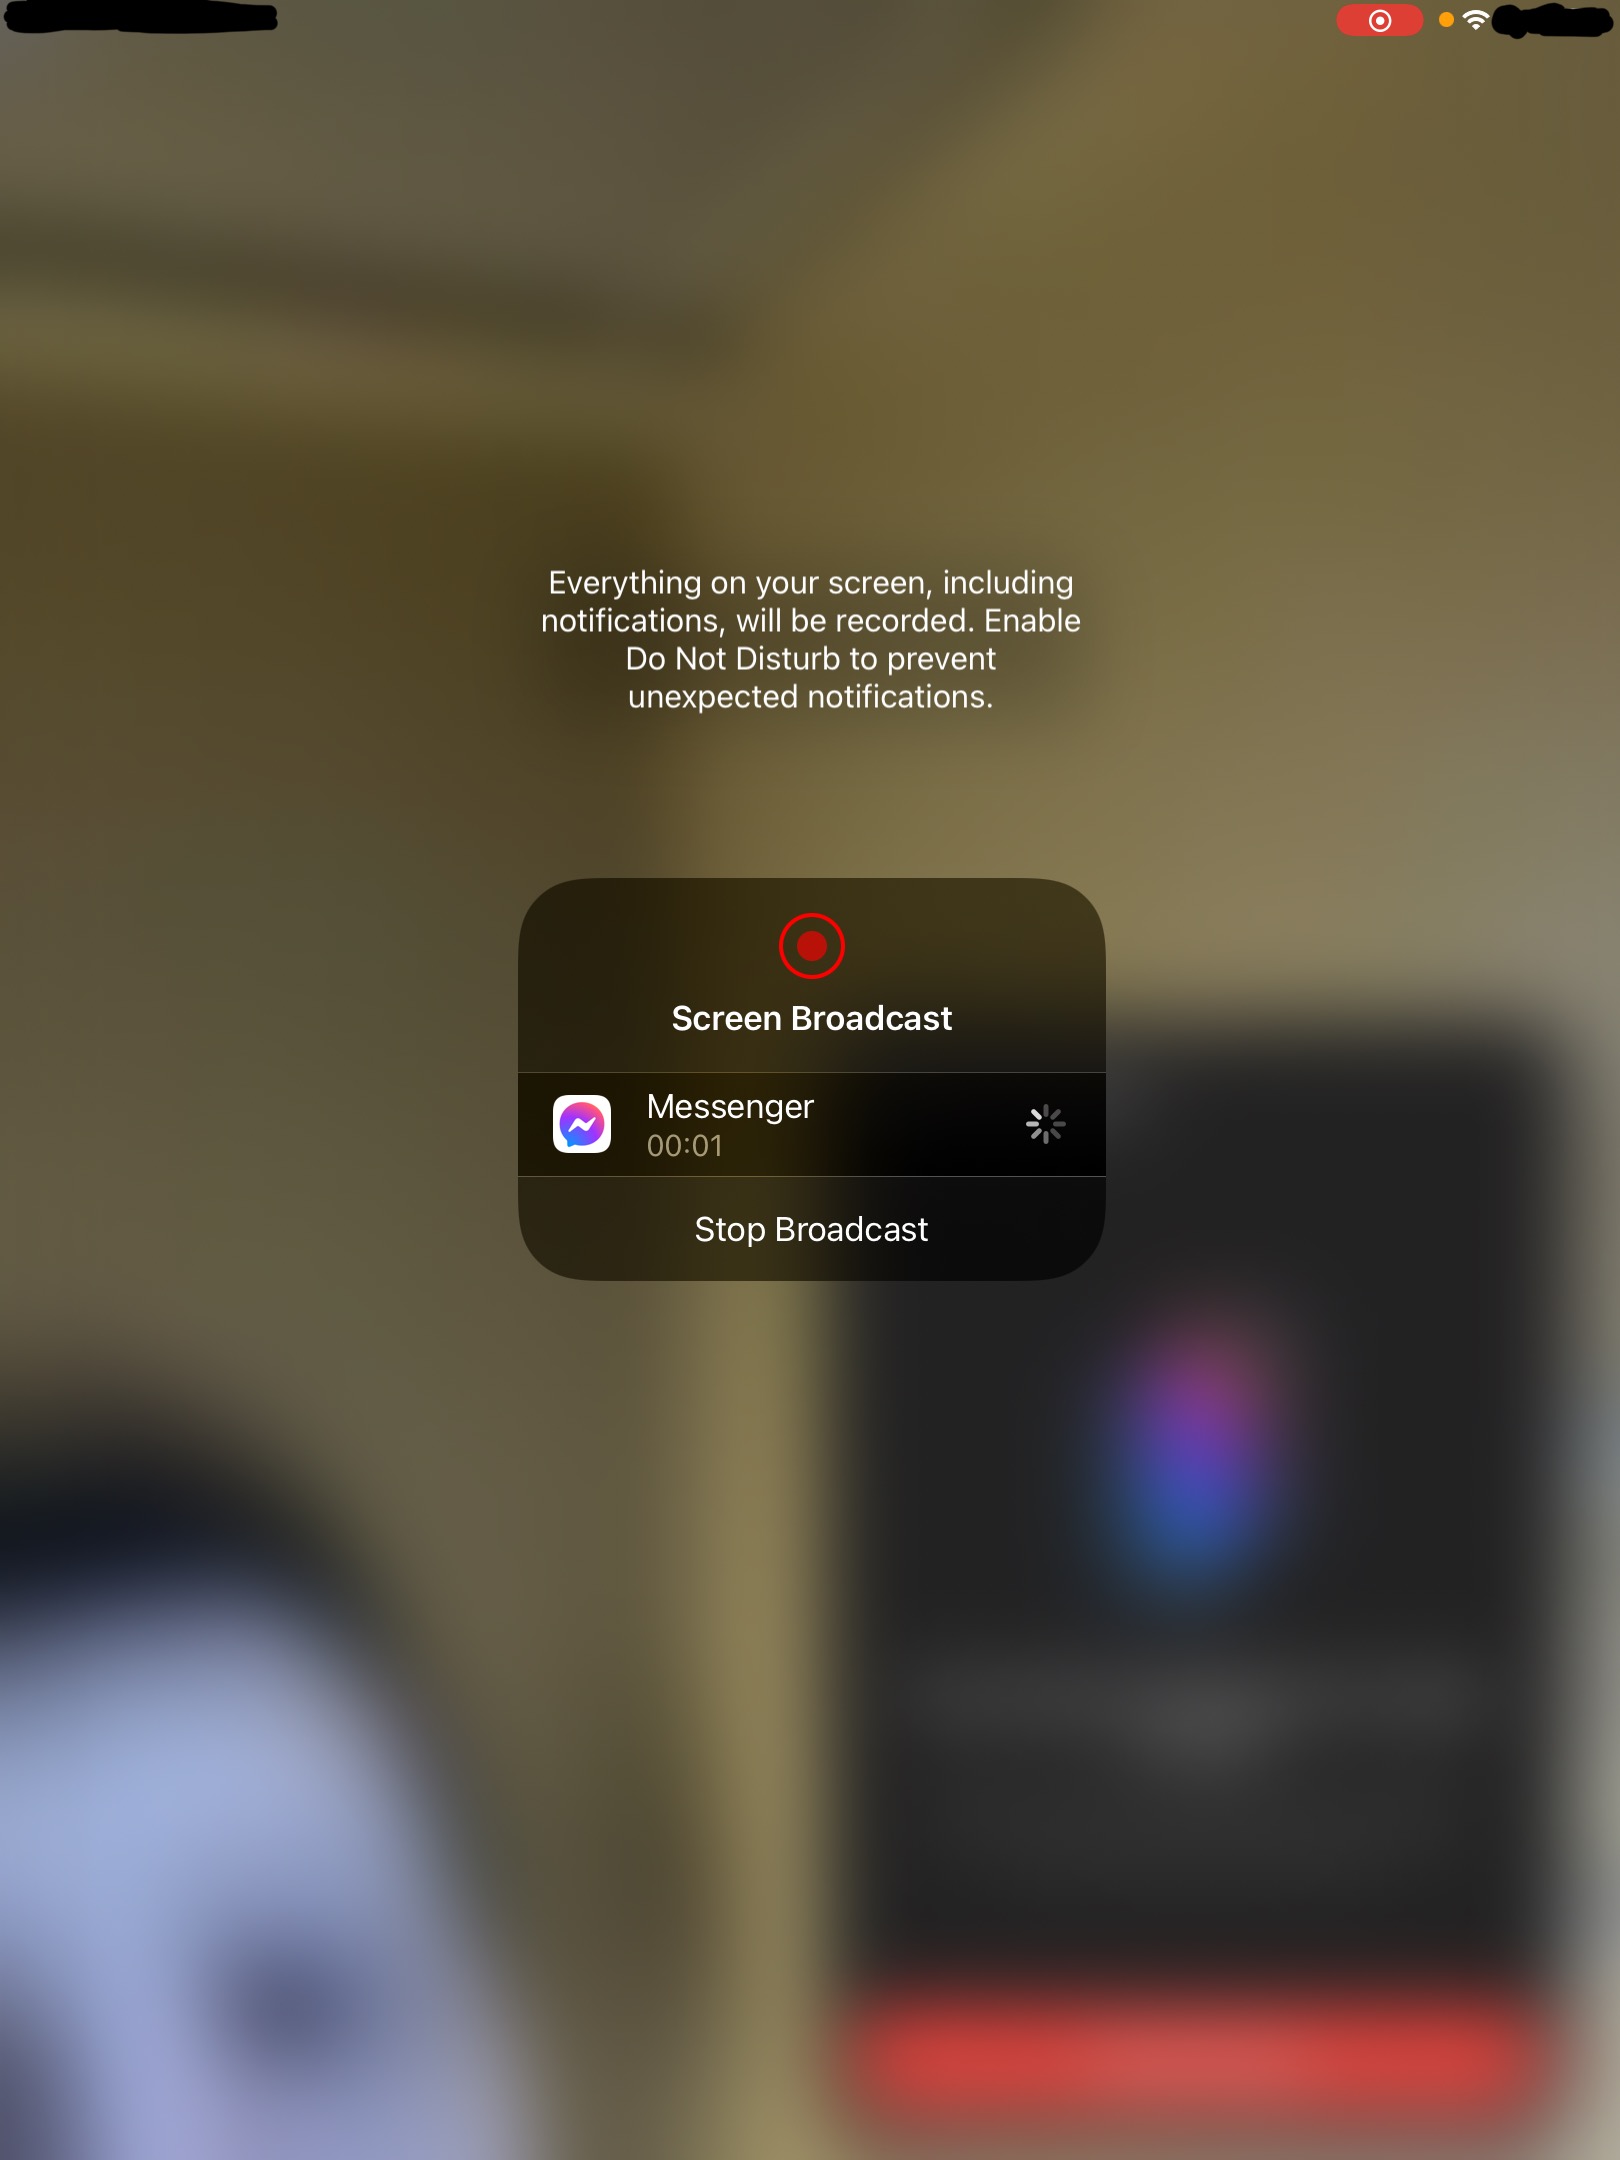 Everything on your screen, including
notifications, will be recorded. Enable
Do Not Disturb to prevent
unexpected notifications.
Screen Broadcast
Messenger
00:01
Stop Broadcast